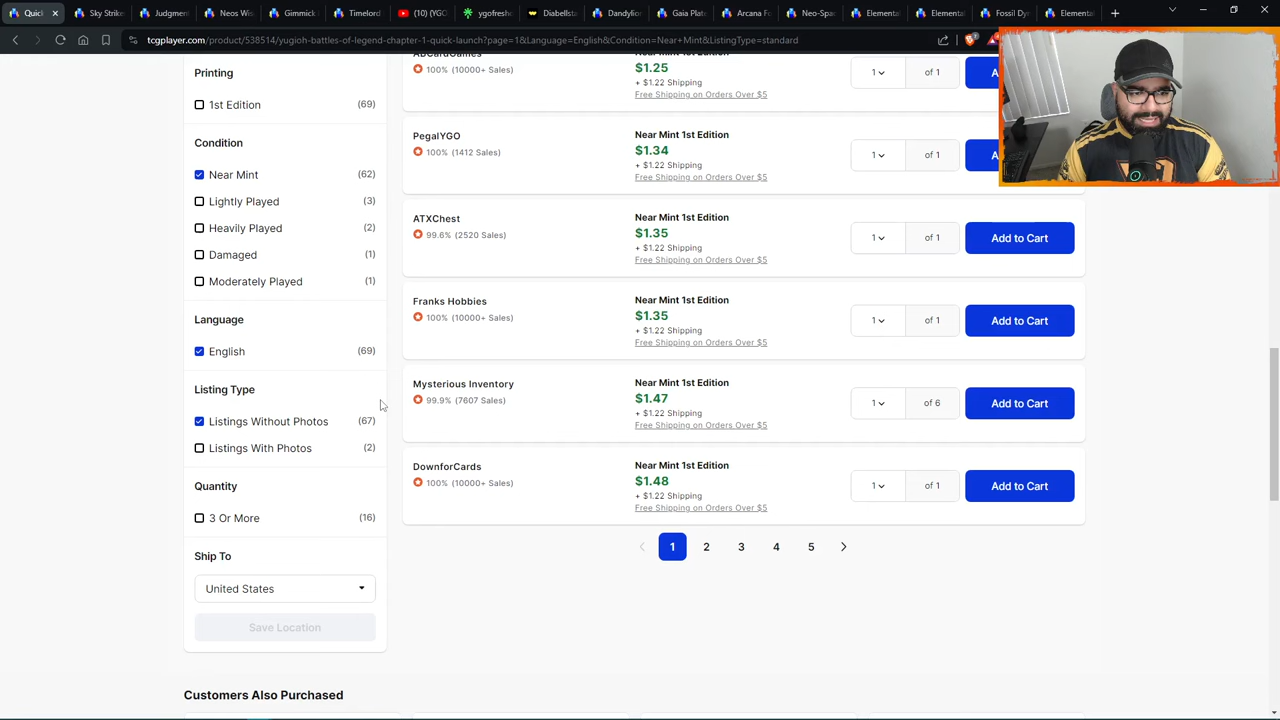 Quick
Sky Strike
Judgmen
Neos Wis
Gimmick
Timelord
(10) (YGO
ygofresho
Diabellsta
Dandylion
Gaia Plate
Arcana Fo
Neo-Spac
Elemental
Elemental
Fossil Dy
Elemental
tcgplayer.com/product/538514/yugioh-battles-of-legend-chapter-1-quick-launch?page=1&Language=English&Condition=Near+Mint&ListingType=standard
Printing
1st Edition (69)
Condition
Near Mint (62)
Lightly Played (3)
Heavily Played (2)
Damaged (1)
Moderately Played (1)
Language
English (69)
Listing Type
Listings Without Photos (67)
Listings With Photos (2)
Quantity
3 Or More (16)
Ship To
United States
Save Location
100% (10000+ Sales)
$1.25
+ $1.22 Shipping
Free Shipping on Orders Over $5
1 of 1
A
PegalYGO
100% (1412 Sales)
Near Mint 1st Edition
$1.34
+ $1.22 Shipping
Free Shipping on Orders Over $5
1 of 1
A
ATXChest
99.6% (2520 Sales)
Near Mint 1st Edition
$1.35
+ $1.22 Shipping
Free Shipping on Orders Over $5
1 of 1
Add to Cart
Franks Hobbies
100% (10000+ Sales)
Near Mint 1st Edition
$1.35
+ $1.22 Shipping
Free Shipping on Orders Over $5
1 of 1
Add to Cart
Mysterious Inventory
99.9% (7607 Sales)
Near Mint 1st Edition
$1.47
+ $1.22 Shipping
Free Shipping on Orders Over $5
1 of 6
Add to Cart
DownforCards
100% (10000+ Sales)
Near Mint 1st Edition
$1.48
+ $1.22 Shipping
Free Shipping on Orders Over $5
1 of 1
Add to Cart
1 2 3 4 5
Customers Also Purchased